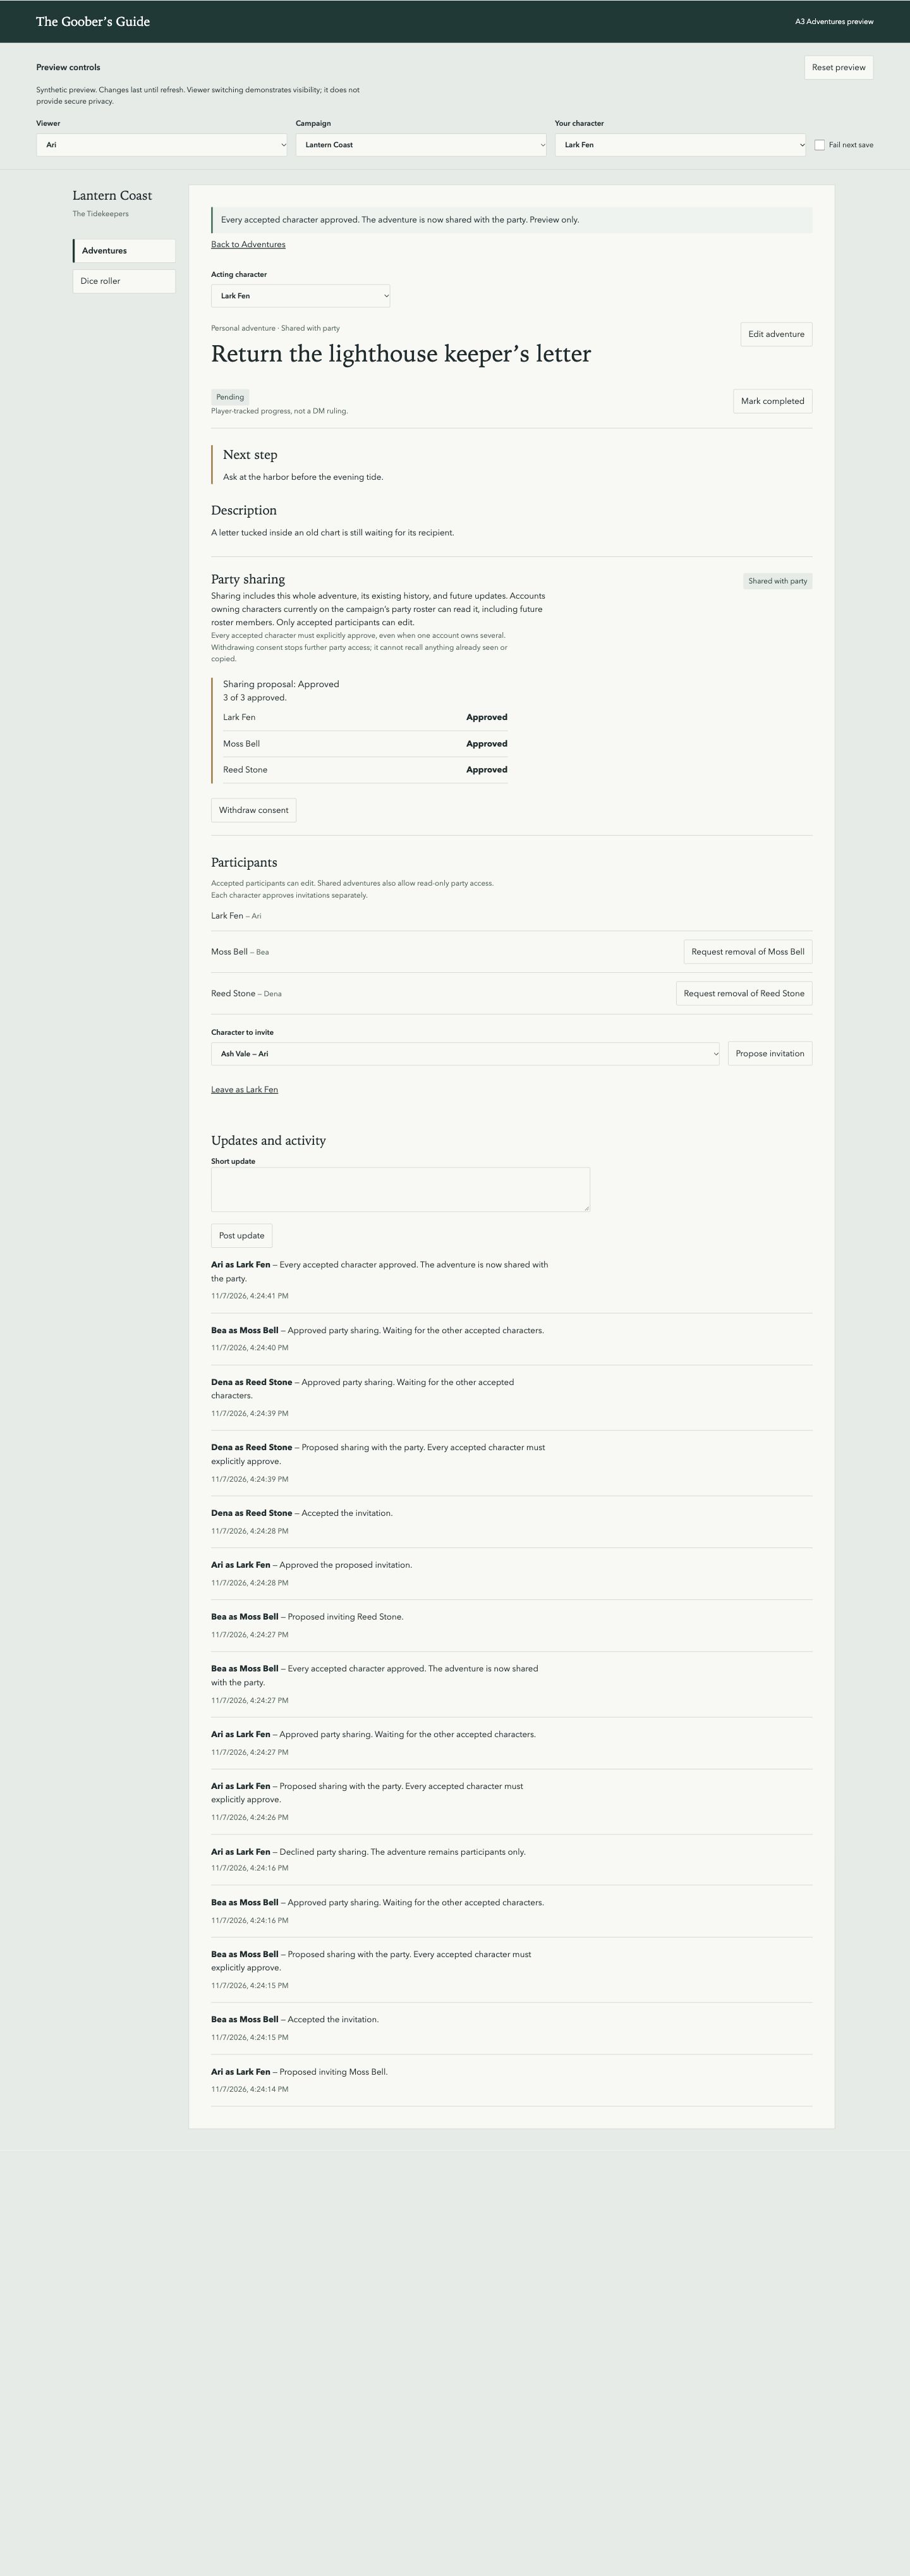 The Goober’s Guide
A3 Adventures preview
Preview controls
Reset preview
Synthetic preview. Changes last until refresh. Viewer switching demonstrates visibility; it does not
provide secure privacy.
Viewer
Campaign
Your character
Ari
Lantern Coast
Lark Fen
Fail next save
Lantern Coast
The Tidekeepers
Adventures
Dice roller
Every accepted character approved. The adventure is now shared with the party. Preview only.
Back to Adventures
Acting character
Lark Fen
Personal adventure · Shared with party
Edit adventure
Return the lighthouse keeper’s letter
Pending
Player-tracked progress, not a DM ruling.
Mark completed
Next step
Ask at the harbor before the evening tide.
Description
A letter tucked inside an old chart is still waiting for its recipient.
Party sharing
Shared with party
Sharing includes this whole adventure, its existing history, and future updates. Accounts
owning characters currently on the campaign’s party roster can read it, including future
roster members. Only accepted participants can edit.
Every accepted character must explicitly approve, even when one account owns several.
Withdrawing consent stops further party access; it cannot recall anything already seen or
copied.
Sharing proposal: Approved
3 of 3 approved.
Lark Fen Approved
Moss Bell Approved
Reed Stone Approved
Withdraw consent
Participants
Accepted participants can edit. Shared adventures also allow read-only party access.
Each character approves invitations separately.
Lark Fen – Ari
Moss Bell – Bea
Request removal of Moss Bell
Reed Stone – Dena
Request removal of Reed Stone
Character to invite
Ash Vale – Ari
Propose invitation
Leave as Lark Fen
Updates and activity
Short update
Post update
Ari as Lark Fen – Every accepted character approved. The adventure is now shared with
the party.
11/7/2026, 4:24:41 PM
Bea as Moss Bell – Approved party sharing. Waiting for the other accepted characters.
11/7/2026, 4:24:40 PM
Dena as Reed Stone – Approved party sharing. Waiting for the other accepted
characters.
11/7/2026, 4:24:39 PM
Dena as Reed Stone – Proposed sharing with the party. Every accepted character must
explicitly approve.
11/7/2026, 4:24:39 PM
Dena as Reed Stone – Accepted the invitation.
11/7/2026, 4:24:28 PM
Ari as Lark Fen – Approved the proposed invitation.
11/7/2026, 4:24:28 PM
Bea as Moss Bell – Proposed inviting Reed Stone.
11/7/2026, 4:24:27 PM
Bea as Moss Bell – Every accepted character approved. The adventure is now shared
with the party.
11/7/2026, 4:24:27 PM
Ari as Lark Fen – Approved party sharing. Waiting for the other accepted characters.
11/7/2026, 4:24:27 PM
Ari as Lark Fen – Proposed sharing with the party. Every accepted character must
explicitly approve.
11/7/2026, 4:24:26 PM
Ari as Lark Fen – Declined party sharing. The adventure remains participants only.
11/7/2026, 4:24:16 PM
Bea as Moss Bell – Approved party sharing. Waiting for the other accepted characters.
11/7/2026, 4:24:16 PM
Bea as Moss Bell – Proposed sharing with the party. Every accepted character must
explicitly approve.
11/7/2026, 4:24:15 PM
Bea as Moss Bell – Accepted the invitation.
11/7/2026, 4:24:15 PM
Ari as Lark Fen – Proposed inviting Moss Bell.
11/7/2026, 4:24:14 PM